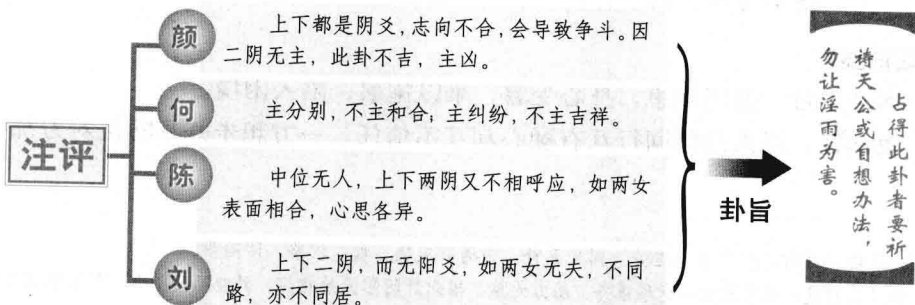 注评
颜
上下都是阴爻，志向不合，会导致争斗。因
二阴无主，此卦不吉，主凶。
何
主分别，不主和合；主纠纷，不主吉祥。
陈
中位无人，上下两阴又不相呼应，如两女
表面相合，心思各异。
刘
上下二阴，而无阳爻，如两女无夫，不同
路，亦不同居。
卦旨
占得此卦者要祈
祷天公或自想办法，
勿让淫雨为害。